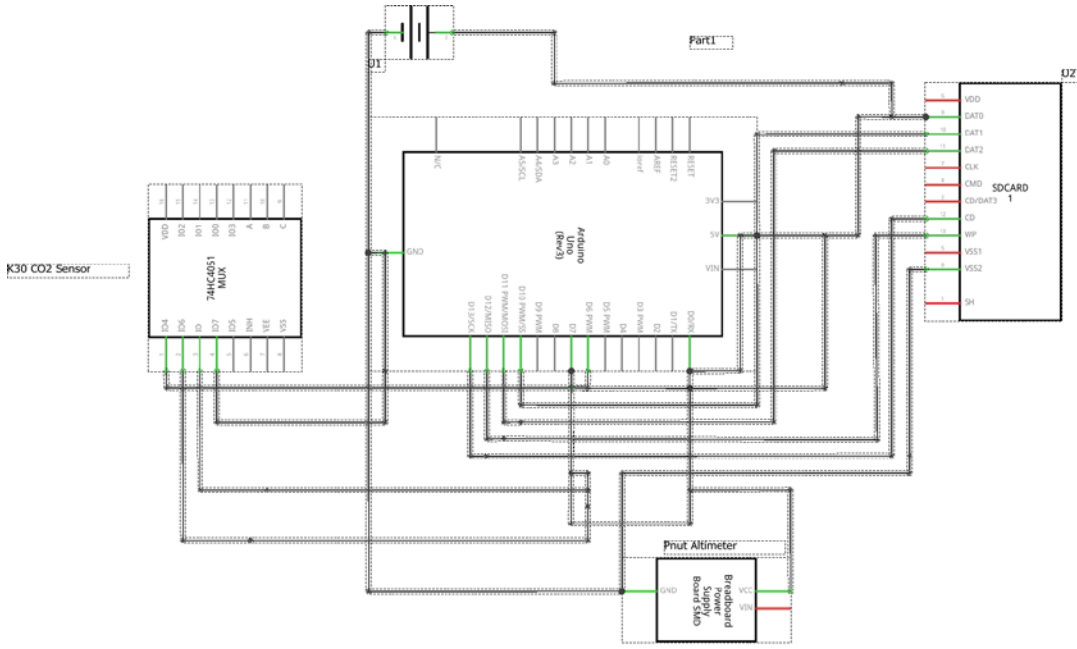 Part1
U1
U2
VDD
DAT0
DAT1
DAT2
CLK
CMD
CD/DAT3
CD
WP
VSS1
VSS2
SH
SDCARD
1
N/C
A5/SCL
A4/SDA
A3
A2
A1
A0
ioref
AREF
RESET2
RESET
3V3
5V
VIN
GND
Arduino
Uno
(Rev3)
D13/SCK
D12/MISO
D11 PWM/MOSI
D10 PWM/SS
D9 PWM
D8
D7
D6 PWM
D5 PWM
D4
D3 PWM
D2
D1/TX
D0/RX
K30 CO2 Sensor
VDD
IO2
IO1
IO0
IO3
A
B
C
74HC4051
MUX
IO4
IO6
IO
IO7
IO5
INH
VEE
VSS
Pnut Altimeter
GND
VCC
VIN
Breadboard
Power
Supply
Board SMD